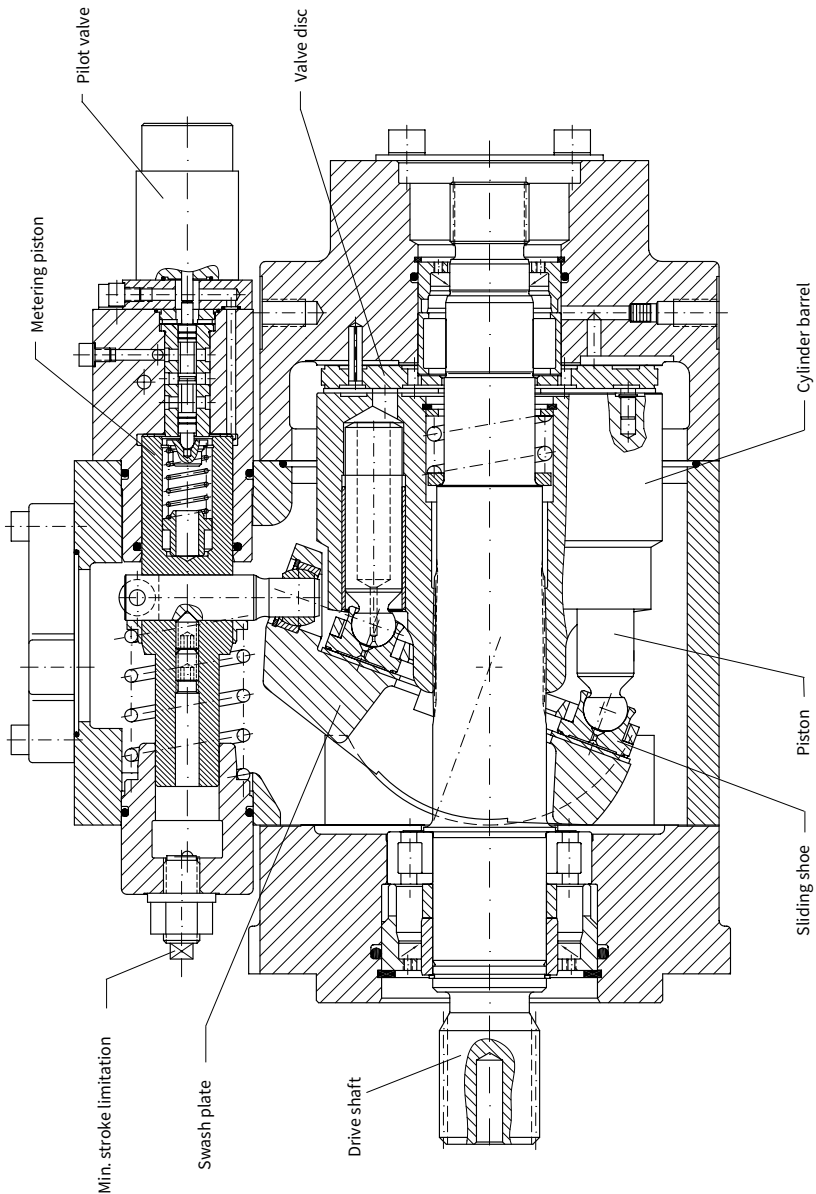 Pilot valve
Valve disc
Metering piston
Cylinder barrel
Piston
Sliding shoe
Drive shaft
Swash plate
Min. stroke limitation